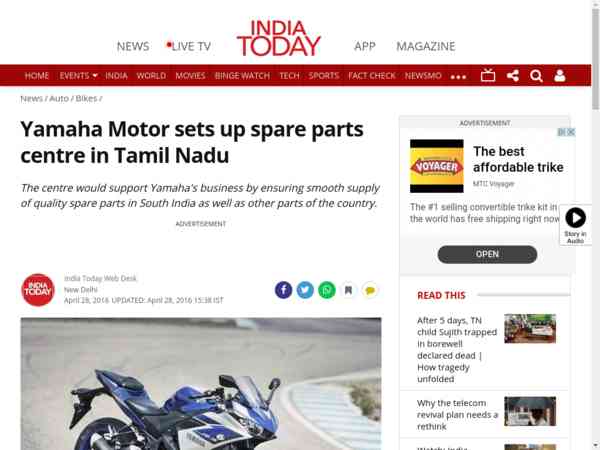 INDIA
TODAY
NEWS
LIVE TV
APP
MAGAZINE
HOME EVENTS INDIA WORLD MOVIES BINGE WATCH TECH SPORTS FACT CHECK NEWSMO
News / Auto / Bikes /
Yamaha Motor sets up spare parts
centre in Tamil Nadu
The centre would support Yamaha's business by ensuring smooth supply
of quality spare parts in South India as well as other parts of the country.
ADVERTISEMENT
INDIA
TODAY
India Today Web Desk
New Delhi
April 28, 2016 UPDATED: April 28, 2016 15:38 IST
YAMAHA
ADVERTISEMENT
VOYAGER
The best
affordable trike
MTC Voyager
The #1 selling convertible trike kit in
the world has free shipping right now
OPEN
Story in
Audio
READ THIS
After 5 days, TN
child Sujith trapped
in borewell
declared dead |
How tragedy
unfolded
Why the telecom
revival plan needs a
rethink
Watch: India